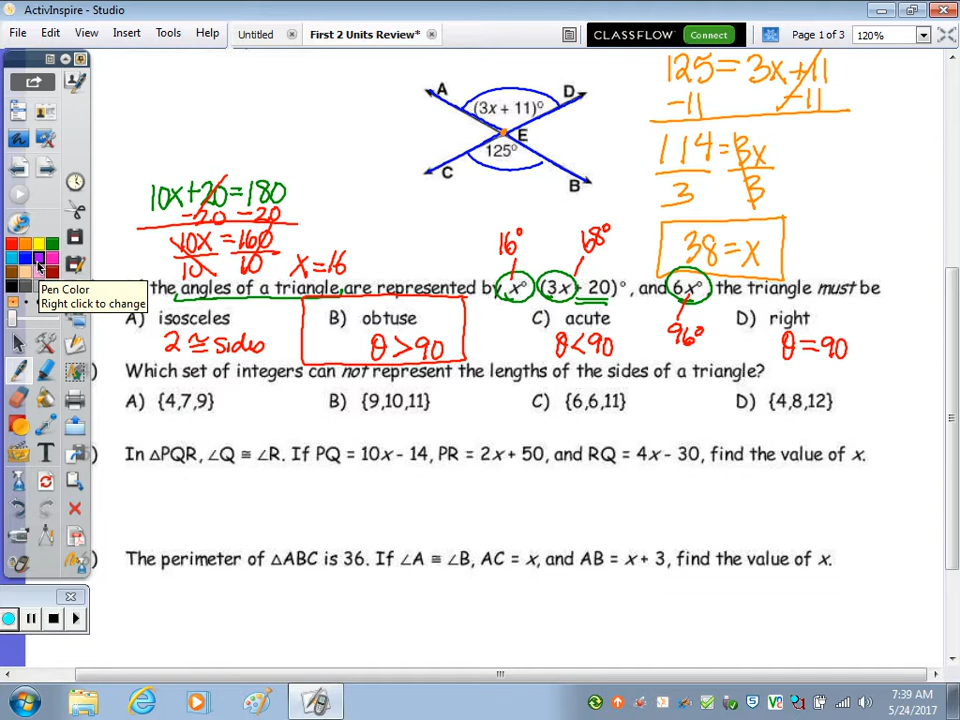 ActivInspire - Studio
File Edit View Insert Tools Help Untitled First 2 Units Review* CLASSFLOW Connect Page 1 of 3 120%
125 = 3x + 11
-11 -11
114 = 3x
3 3
38 = x
A D
(3x + 11)°
E
125°
C B
10x + 20 = 180
-20 -20
10x = 160
10 10
x = 16
16° 68°
Pen Color
Right click to change
the angles of a triangle are represented by x°, (3x + 20)°, and 6x°, the triangle must be
A) isosceles B) obtuse C) acute D) right
2 ≅ sides θ > 90 θ < 90 96° θ = 90
) Which set of integers can not represent the lengths of the sides of a triangle?
A) {4,7,9} B) {9,10,11} C) {6,6,11} D) {4,8,12}
) In △PQR, ∠Q ≅ ∠R. If PQ = 10x - 14, PR = 2x + 50, and RQ = 4x - 30, find the value of x.
) The perimeter of △ABC is 36. If ∠A ≅ ∠B, AC = x, and AB = x + 3, find the value of x.
7:39 AM
5/24/2017